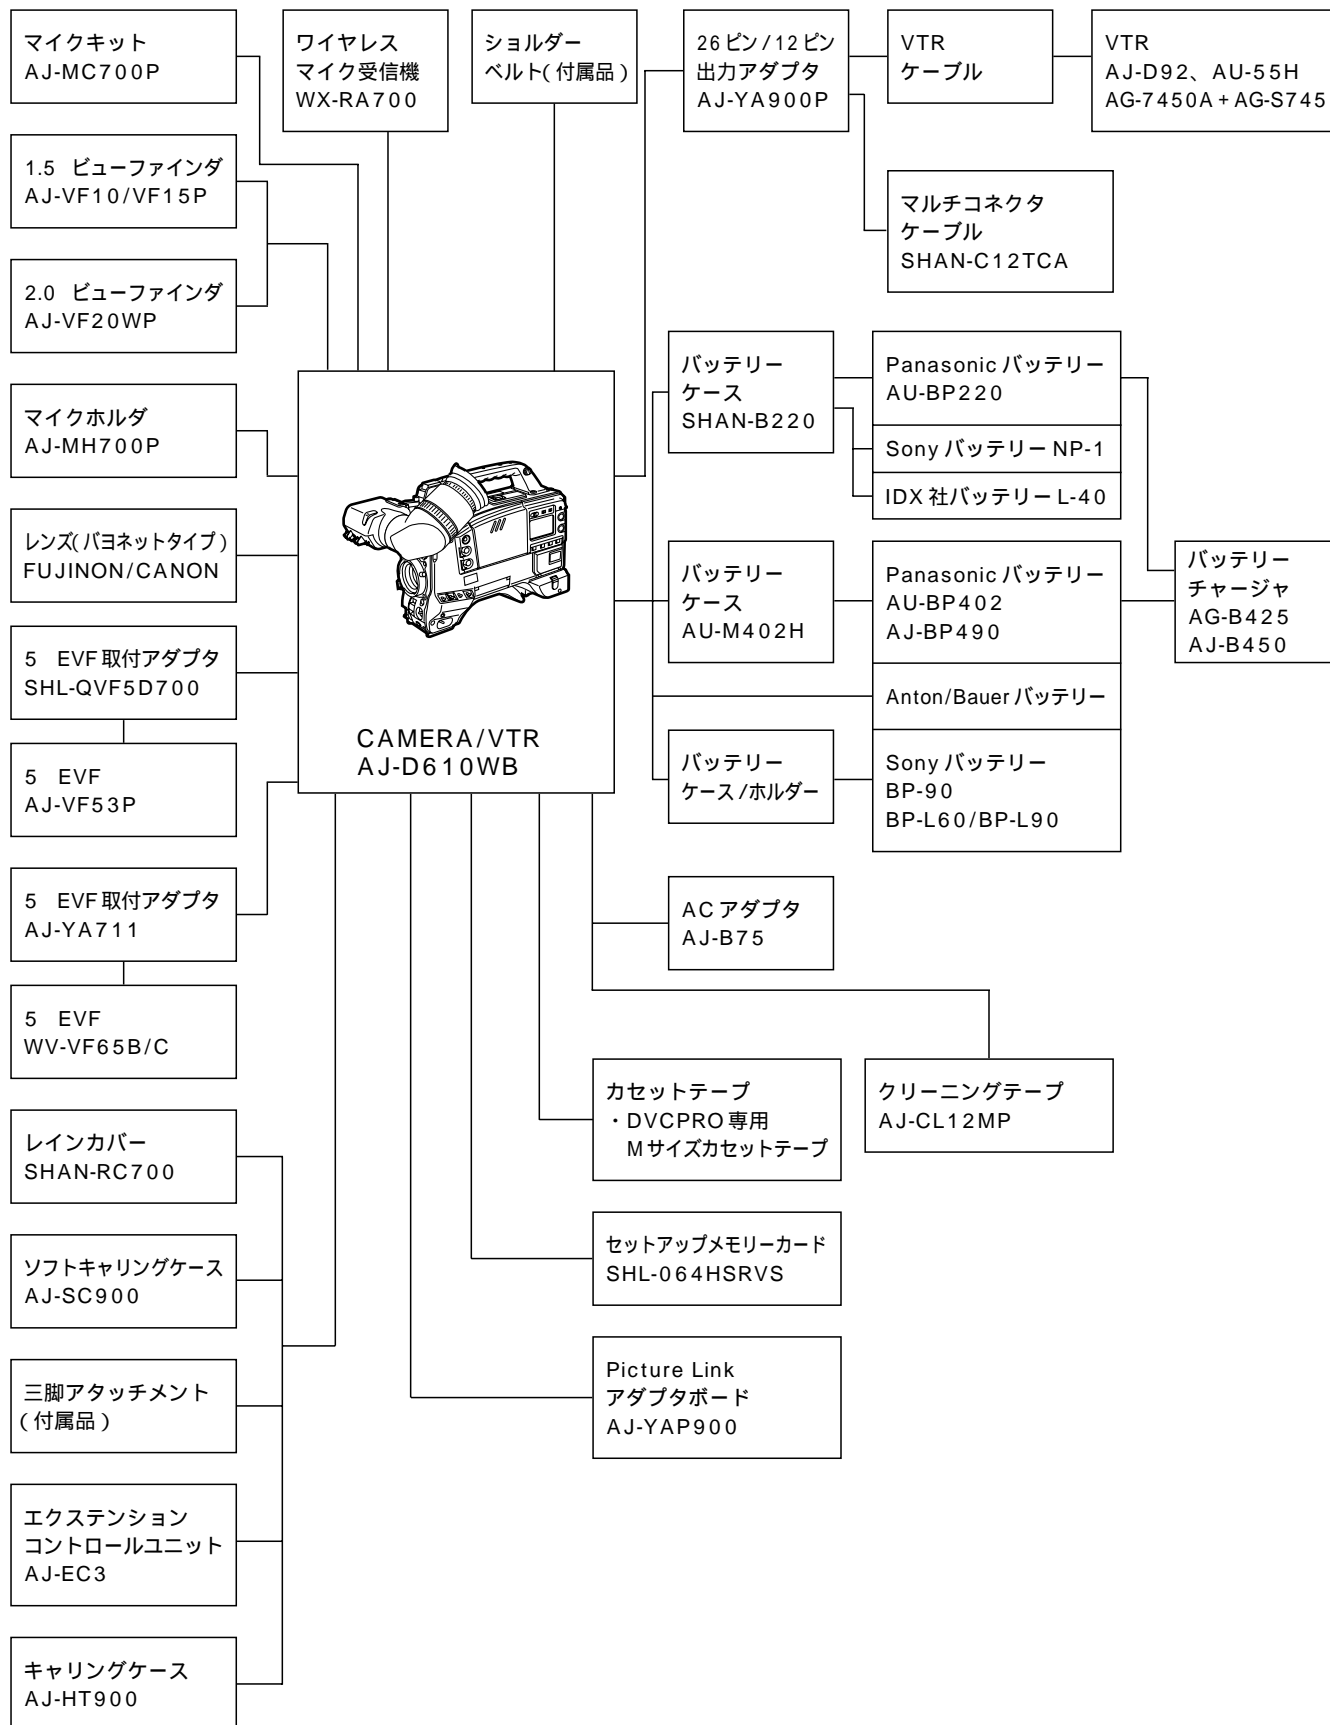 マイクキット
AJ-MC700P
ワイヤレス
マイク受信機
WX-RA700
ショルダー
ベルト(付属品)
26ピン/12ピン
出力アダプタ
AJ-YA900P
VTR
ケーブル
VTR
AJ-D92、AU-55H
AG-7450A+AG-S745
1.5 ビューファインダ
AJ-VF10/VF15P
マルチコネクタ
ケーブル
SHAN-C12TCA
2.0 ビューファインダ
AJ-VF20WP
マイクホルダ
AJ-MH700P
バッテリー
ケース
SHAN-B220
Panasonic バッテリー
AU-BP220
Sony バッテリー NP-1
IDX 社バッテリー L-40
レンズ(バヨネットタイプ)
FUJINON/CANON
バッテリー
ケース
AU-M402H
Panasonic バッテリー
AU-BP402
AJ-BP490
バッテリー
チャージャ
AG-B425
AJ-B450
5 EVF取付アダプタ
SHL-QVF5D700
Anton/Bauer バッテリー
CAMERA/VTR
AJ-D610WB
5 EVF
AJ-VF53P
バッテリー
ケース/ホルダー
Sony バッテリー
BP-90
BP-L60/BP-L90
5 EVF取付アダプタ
AJ-YA711
AC アダプタ
AJ-B75
5 EVF
WV-VF65B/C
カセットテープ
・DVCPRO 専用
Mサイズカセットテープ
クリーニングテープ
AJ-CL12MP
レインカバー
SHAN-RC700
ソフトキャリングケース
AJ-SC900
セットアップメモリーカード
SHL-064HSRVS
三脚アタッチメント
(付属品)
Picture Link
アダプタボード
AJ-YAP900
エクステンション
コントロールユニット
AJ-EC3
キャリングケース
AJ-HT900